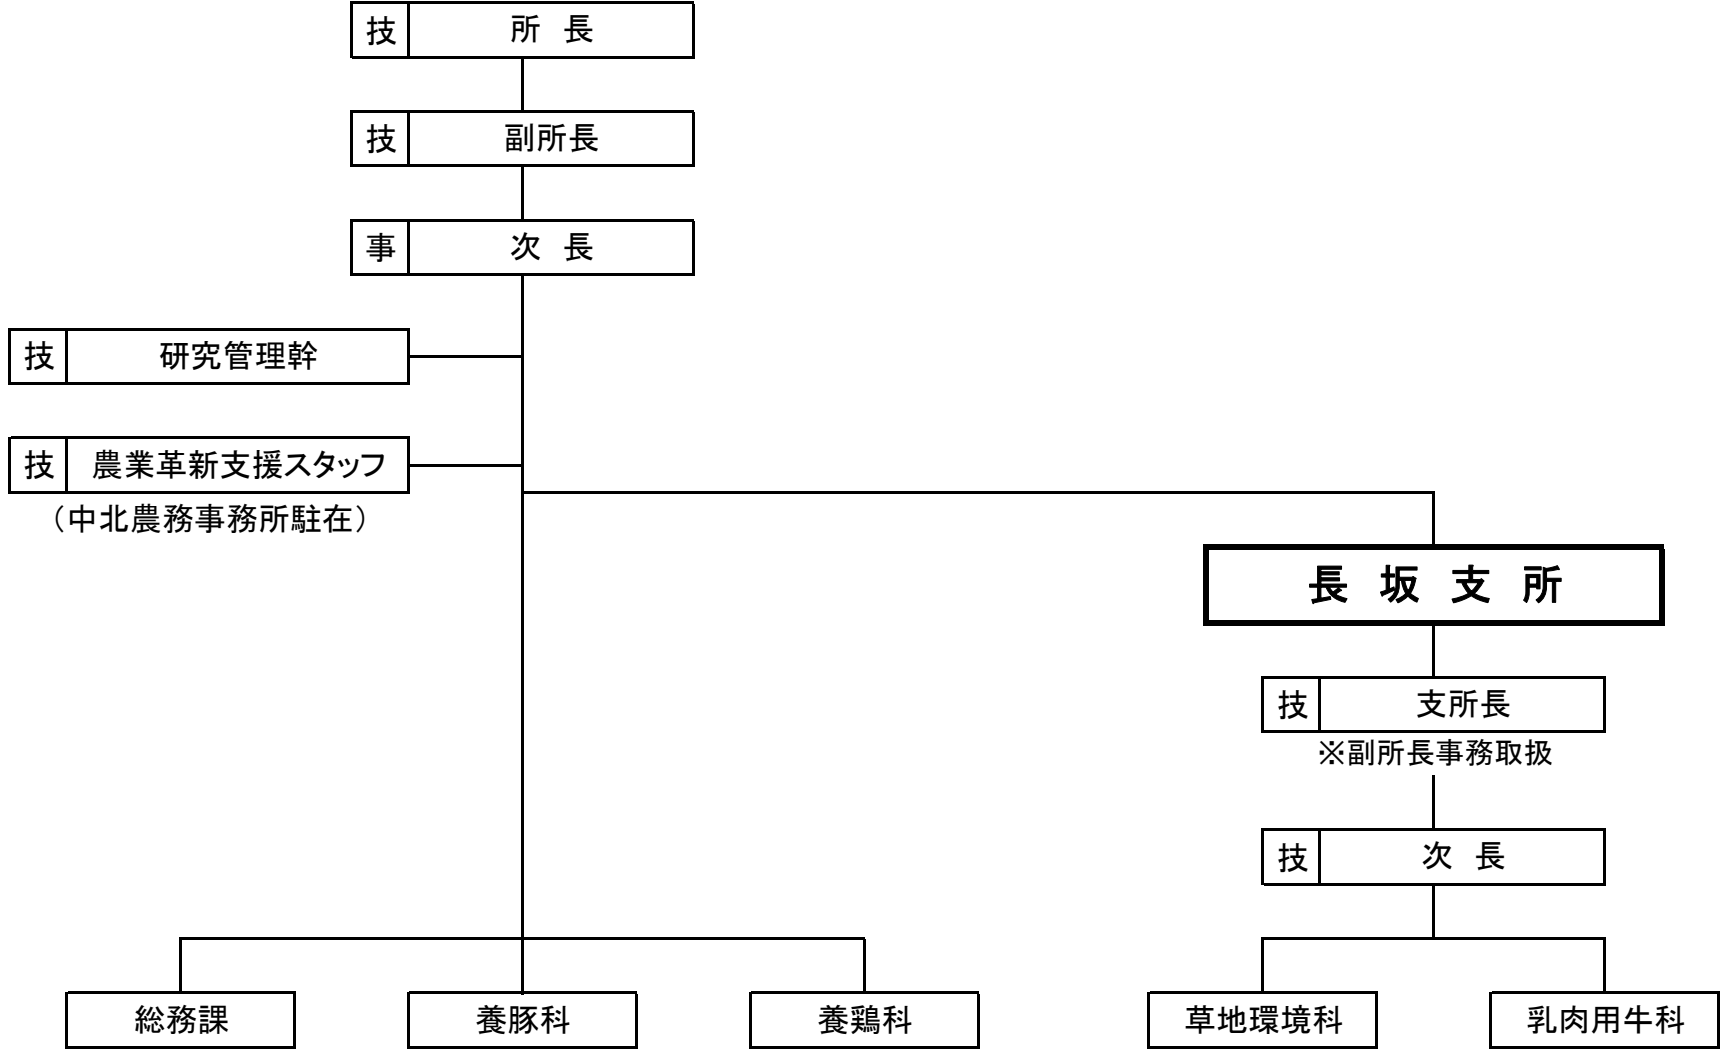 技 所 長
技 副所長
事 次 長
技 研究管理幹
技 農業革新支援スタッフ
（中北農務事務所駐在）
長 坂 支 所
技 支所長
※副所長事務取扱
技 次 長
総務課 養豚科 養鶏科 草地環境科 乳肉用牛科